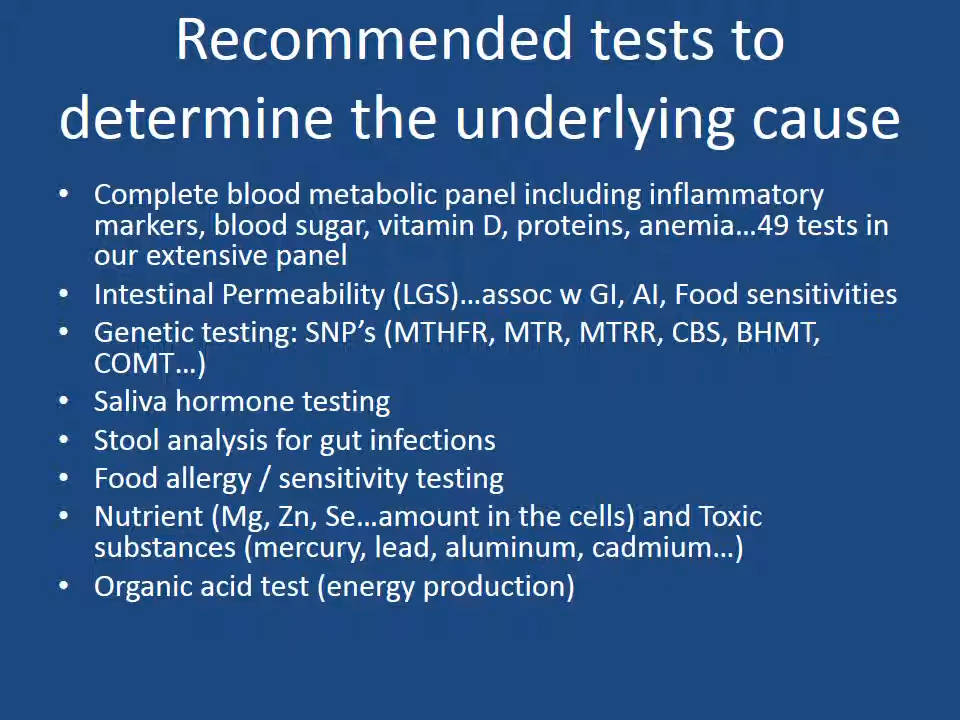 Recommended tests to
determine the underlying cause
• Complete blood metabolic panel including inflammatory
markers, blood sugar, vitamin D, proteins, anemia…49 tests in
our extensive panel
• Intestinal Permeability (LGS)…assoc w GI, AI, Food sensitivities
• Genetic testing: SNP’s (MTHFR, MTR, MTRR, CBS, BHMT,
COMT…)
• Saliva hormone testing
• Stool analysis for gut infections
• Food allergy / sensitivity testing
• Nutrient (Mg, Zn, Se…amount in the cells) and Toxic
substances (mercury, lead, aluminum, cadmium…)
• Organic acid test (energy production)